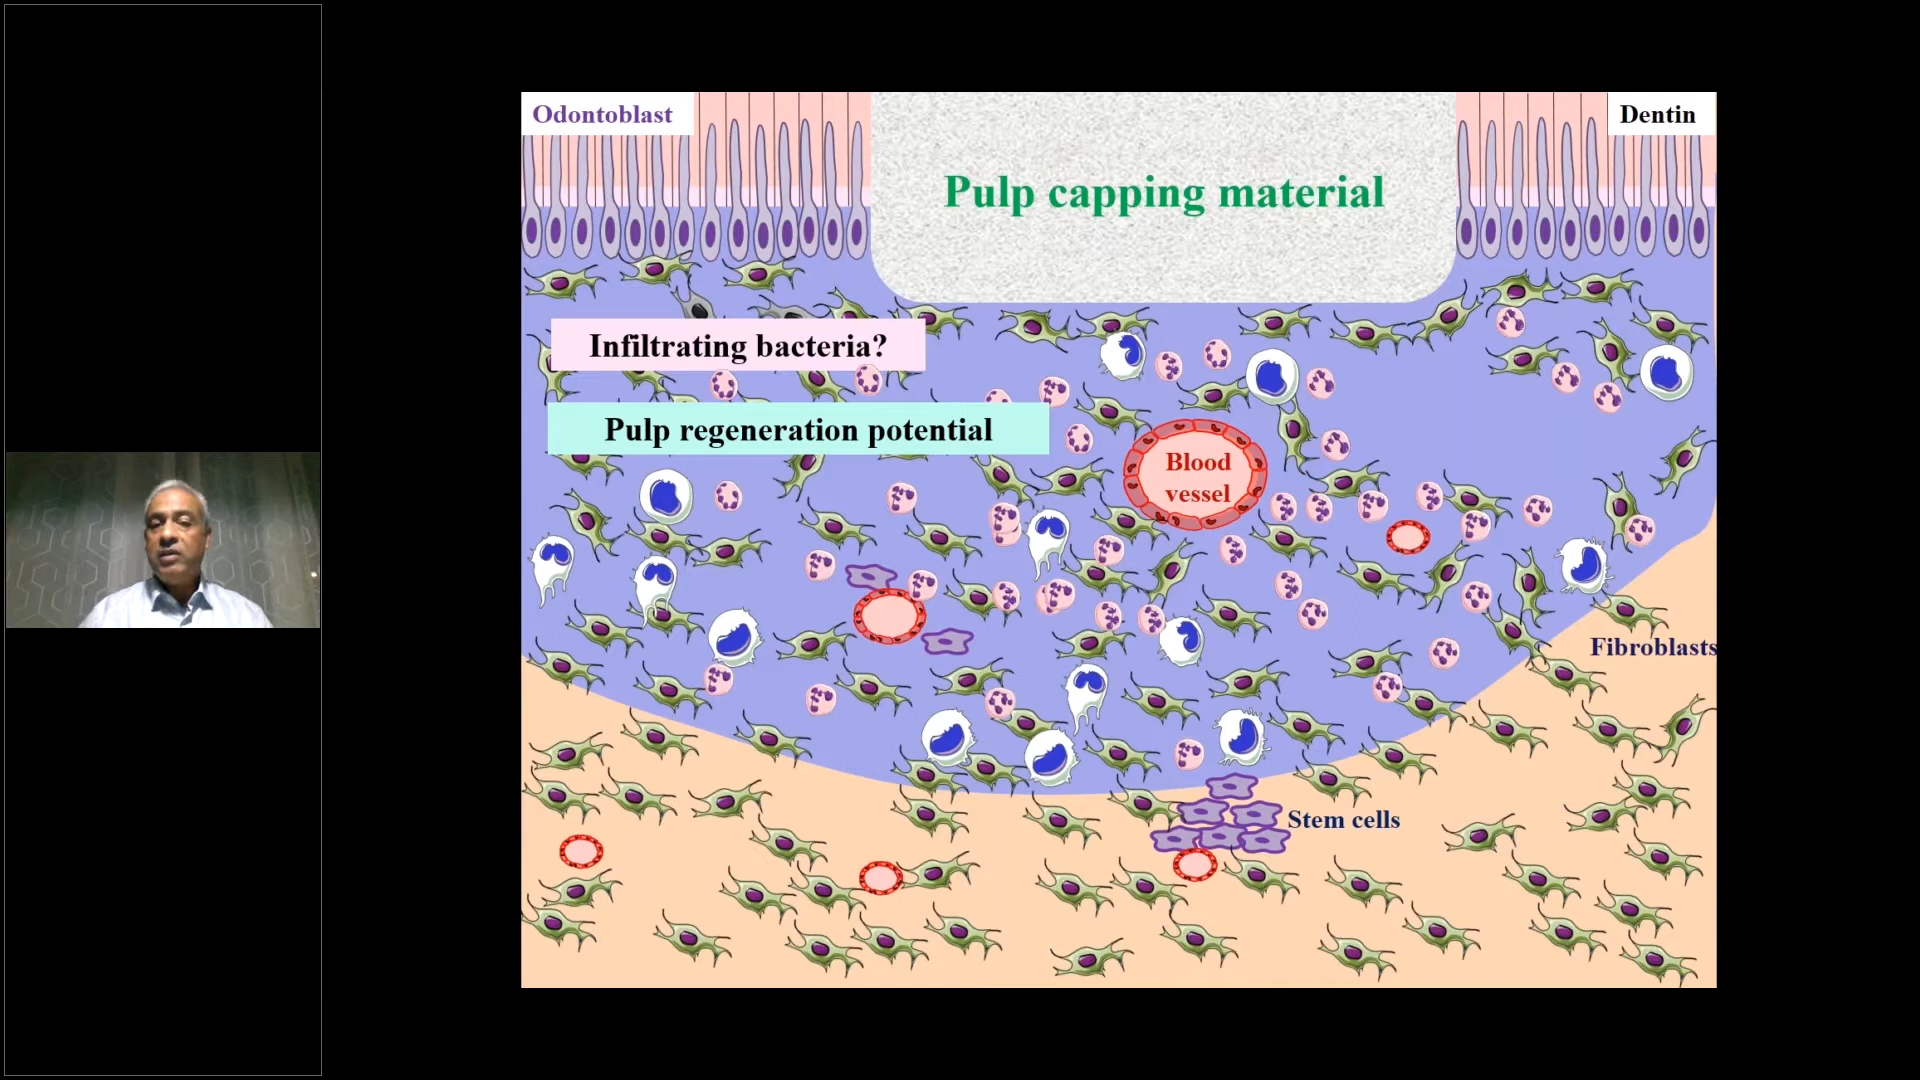 Odontoblast
Dentin
Pulp capping material
Infiltrating bacteria?
Pulp regeneration potential
Blood
vessel
Fibroblasts
Stem cells